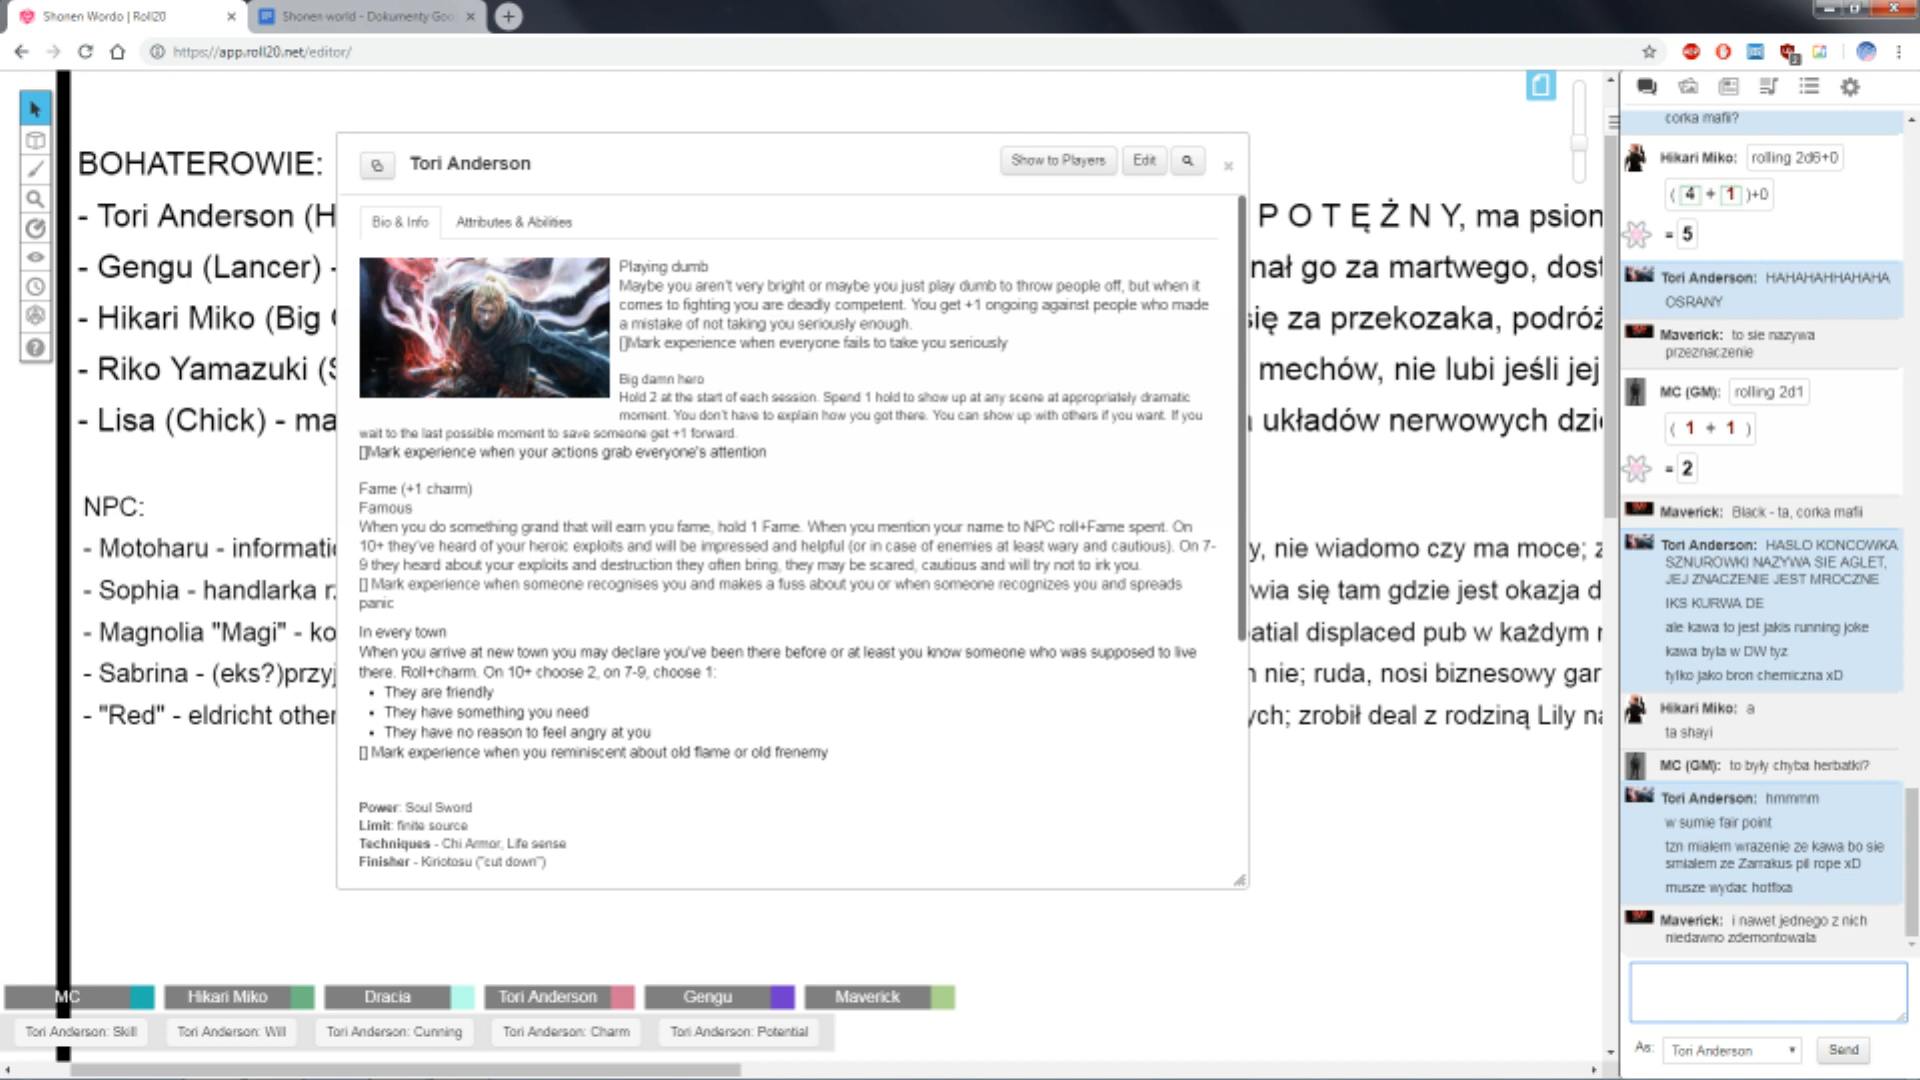 Shonen Wordo | Roll20
Shonen world - Dokumenty Goo
https://app.roll20.net/editor/
BOHATEROWIE:
- Tori Anderson (H
- Gengu (Lancer) -
- Hikari Miko (Big
- Riko Yamazuki (S
- Lisa (Chick) - ma
P O T Ę Ż N Y, ma psion
nał go za martwego, dost
się za przekozaka, podróż
mechów, nie lubi jeśli jej
układów nerwowych dzie
NPC:
- Motoharu - informatic
- Sophia - handlarka r.
- Magnolia "Magi" - ko
- Sabrina - (eks?)przyj
- "Red" - eldricht other
y, nie wiadomo czy ma moce; z
wia się tam gdzie jest okazja d
patial displaced pub w każdym
nie; ruda, nosi biznesowy gar
ych; zrobił deal z rodziną Lily na
Tori Anderson
Show to Players
Edit
Bio & Info
Attributes & Abilities
Playing dumb
Maybe you aren't very bright or maybe you just play dumb to throw people off, but when it
comes to fighting you are deadly competent. You get +1 ongoing against people who made
a mistake of not taking you seriously enough.
[]Mark experience when everyone fails to take you seriously
Big damn hero
Hold 2 at the start of each session. Spend 1 hold to show up at any scene at appropriately dramatic
moment. You don't have to explain how you got there. You can show up with others if you want. If you
wait to the last possible moment to save someone get +1 forward.
[]Mark experience when your actions grab everyone's attention
Fame (+1 charm)
Famous
When you do something grand that will earn you fame, hold 1 Fame. When you mention your name to NPC roll+Fame spent. On
10+ they've heard of your heroic exploits and will be impressed and helpful (or in case of enemies at least wary and cautious). On 7-
9 they heard about your exploits and destruction they often bring, they may be scared, cautious and will try not to irk you.
[] Mark experience when someone recognises you and makes a fuss about you or when someone recognizes you and spreads
panic
In every town
When you arrive at new town you may declare you've been there before or at least you know someone who was supposed to live
there. Roll+charm. On 10+ choose 2, on 7-9, choose 1:
• They are friendly
• They have something you need
• They have no reason to feel angry at you
[] Mark experience when you reminiscent about old flame or old frenemy
Power: Soul Sword
Limit: finite source
Techniques - Chi Armor, Life sense
Finisher - Kiriotosu ("cut down")
corka mafii?
Hikari Miko: rolling 2d6+0
( 4 + 1 )+0
= 5
Tori Anderson: HAHAHAHHAHAHA
OSRANY
Maverick: to sie nazywa
przeznaczenie
MC (GM): rolling 2d1
( 1 + 1 )
= 2
Maverick: Black - ta, corka mafii
Tori Anderson: HASLO KONCOWKA
SZNUROWKI NAZYWA SIE AGLET,
JEJ ZNACZENIE JEST MROCZNE
IKS KURWA DE
ale kawa to jest jakis running joke
kawa byla w DW tyz
tylko jako bron chemiczna xD
Hikari Miko: a
ta shayi
MC (GM): to były chyba herbatki?
Tori Anderson: hmmmm
w sumie fair point
tzn mialem wrazenie ze kawa bo sie
smialem ze Zarrakus pil rope xD
musze wydac hotfixa
Maverick: i nawet jednego z nich
niedawno zdemontowala
As: Tori Anderson
Send
MC
Hikari Miko
Dracia
Tori Anderson
Gengu
Maverick
Tori Anderson: Skill
Tori Anderson: Will
Tori Anderson: Cunning
Tori Anderson: Charm
Tori Anderson: Potential